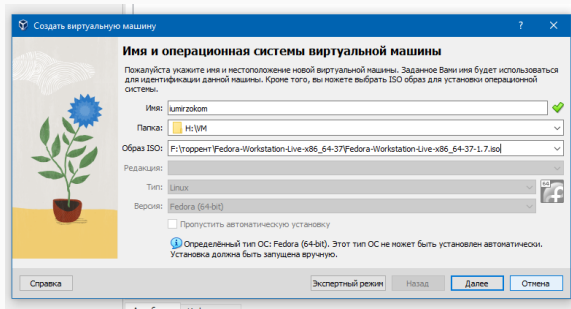 Создать виртуальную машину
Имя и операционная системы виртуальной машины
Пожалуйста укажите имя и местоположение новой виртуальной машины. Заданное Вами имя будет использоваться
для идентификации данной машины. Кроме того, вы можете выбрать ISO образ для установки операционной
системы.
Имя: iumirzokom
Папка: H:\VM
Образ ISO: F:\торрент\Fedora-Workstation-Live-x86_64-37\Fedora-Workstation-Live-x86_64-37-1.7.iso
Редакция:
Тип: Linux
64
Версия: Fedora (64-bit)
Пропустить автоматическую установку
Определённый тип ОС: Fedora (64-bit). Этот тип ОС не может быть установлен автоматически.
Установка должна быть запущена вручную.
Справка Экспертный режим Назад Далее Отмена